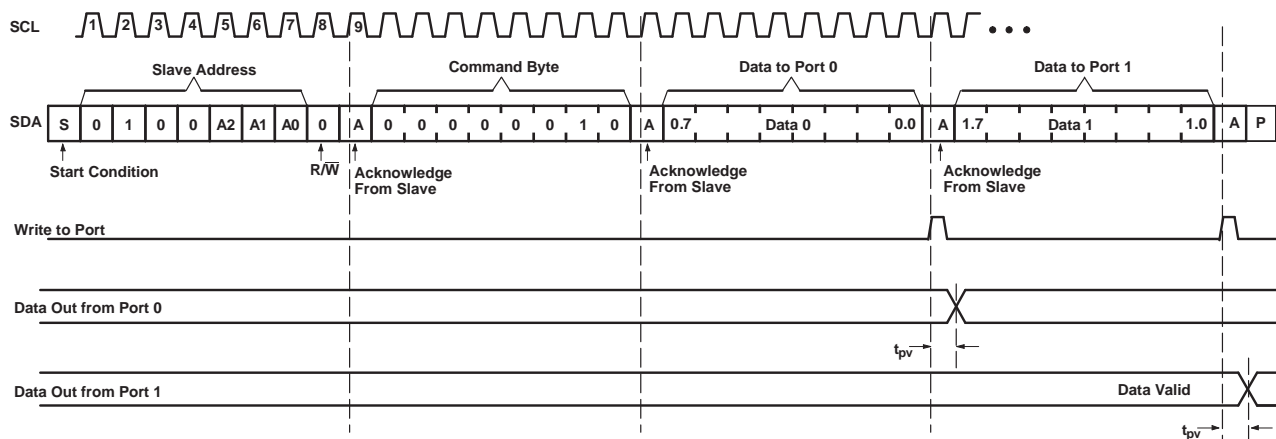 SCL 1 2 3 4 5 6 7 8 9
Slave Address Command Byte Data to Port 0 Data to Port 1
SDA S 0 1 0 0 A2 A1 A0 0 A 0 0 0 0 0 0 1 0 A 0.7 Data 0 0.0 A 1.7 Data 1 1.0 A P
Start Condition R/W̅ Acknowledge From Slave Acknowledge From Slave Acknowledge From Slave
Write to Port
Data Out from Port 0
tpv
Data Out from Port 1 Data Valid
tpv